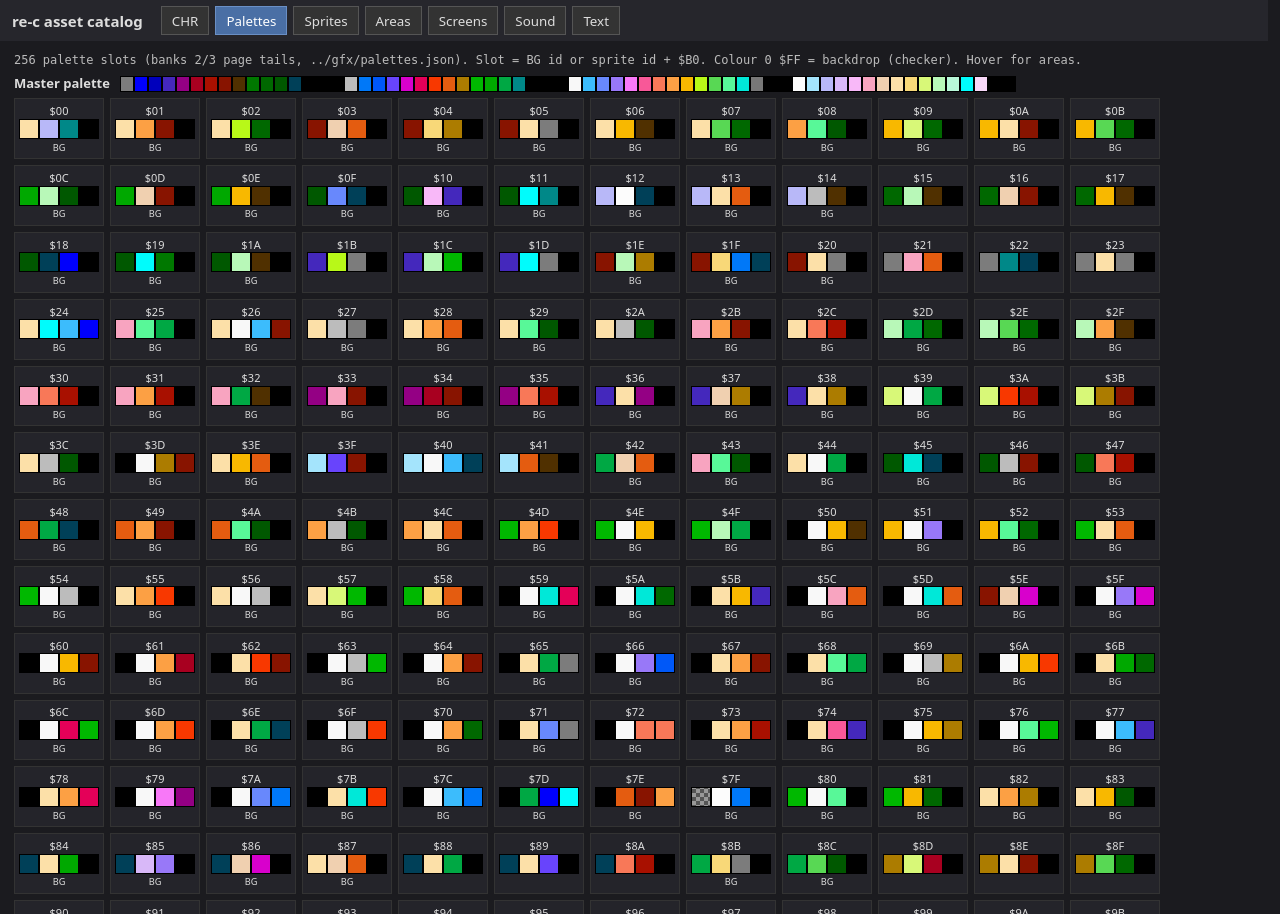 re-c asset catalog CHR Palettes Sprites Areas Screens Sound Text
256 palette slots (banks 2/3 page tails, ../gfx/palettes.json). Slot = BG id or sprite id + $B0. Colour 0 $FF = backdrop (checker). Hover for areas.
Master palette
$00 $01 $02 $03 $04 $05 $06 $07 $08 $09 $0A $0B
BG BG BG BG BG BG BG BG BG BG BG BG
$0C $0D $0E $0F $10 $11 $12 $13 $14 $15 $16 $17
BG BG BG BG BG BG BG BG BG BG BG BG
$18 $19 $1A $1B $1C $1D $1E $1F $20 $21 $22 $23
BG BG BG BG BG BG BG BG BG BG BG BG
$24 $25 $26 $27 $28 $29 $2A $2B $2C $2D $2E $2F
BG BG BG BG BG BG BG BG BG BG BG BG
$30 $31 $32 $33 $34 $35 $36 $37 $38 $39 $3A $3B
BG BG BG BG BG BG BG BG BG BG BG BG
$3C $3D $3E $3F $40 $41 $42 $43 $44 $45 $46 $47
BG BG BG BG BG BG BG BG BG BG BG BG
$48 $49 $4A $4B $4C $4D $4E $4F $50 $51 $52 $53
BG BG BG BG BG BG BG BG BG BG BG BG
$54 $55 $56 $57 $58 $59 $5A $5B $5C $5D $5E $5F
BG BG BG BG BG BG BG BG BG BG BG BG
$60 $61 $62 $63 $64 $65 $66 $67 $68 $69 $6A $6B
BG BG BG BG BG BG BG BG BG BG BG BG
$6C $6D $6E $6F $70 $71 $72 $73 $74 $75 $76 $77
BG BG BG BG BG BG BG BG BG BG BG BG
$78 $79 $7A $7B $7C $7D $7E $7F $80 $81 $82 $83
BG BG BG BG BG BG BG BG BG BG BG BG
$84 $85 $86 $87 $88 $89 $8A $8B $8C $8D $8E $8F
BG BG BG BG BG BG BG BG BG BG BG BG
$90 $91 $92 $93 $94 $95 $96 $97 $98 $99 $9A $9B